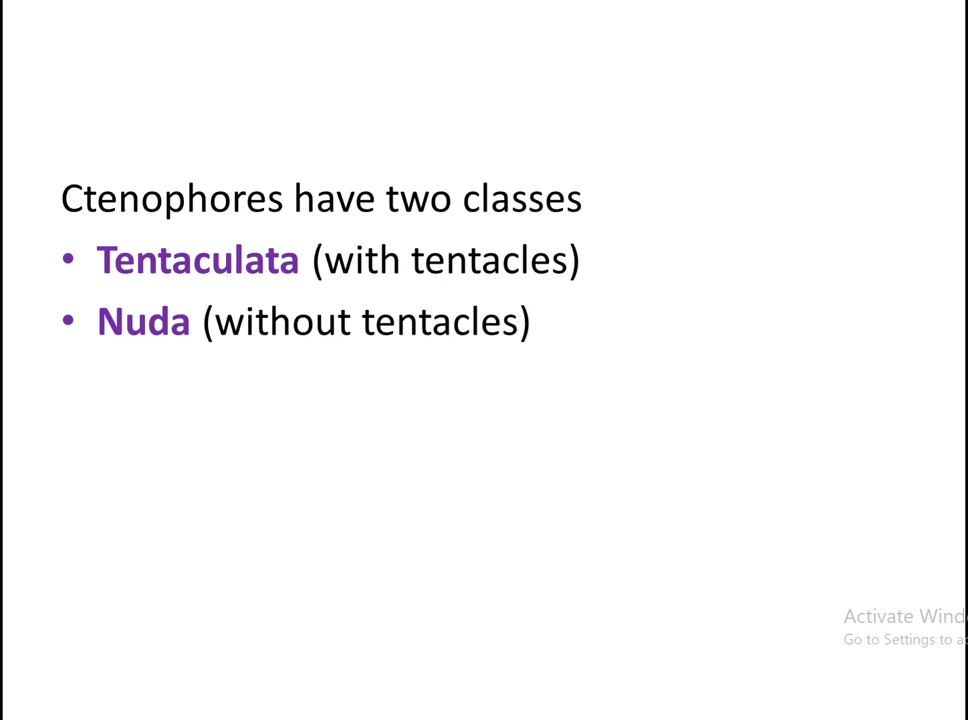 Ctenophores have two classes
• Tentaculata (with tentacles)
• Nuda (without tentacles)
Activate Wind
Go to Settings to a